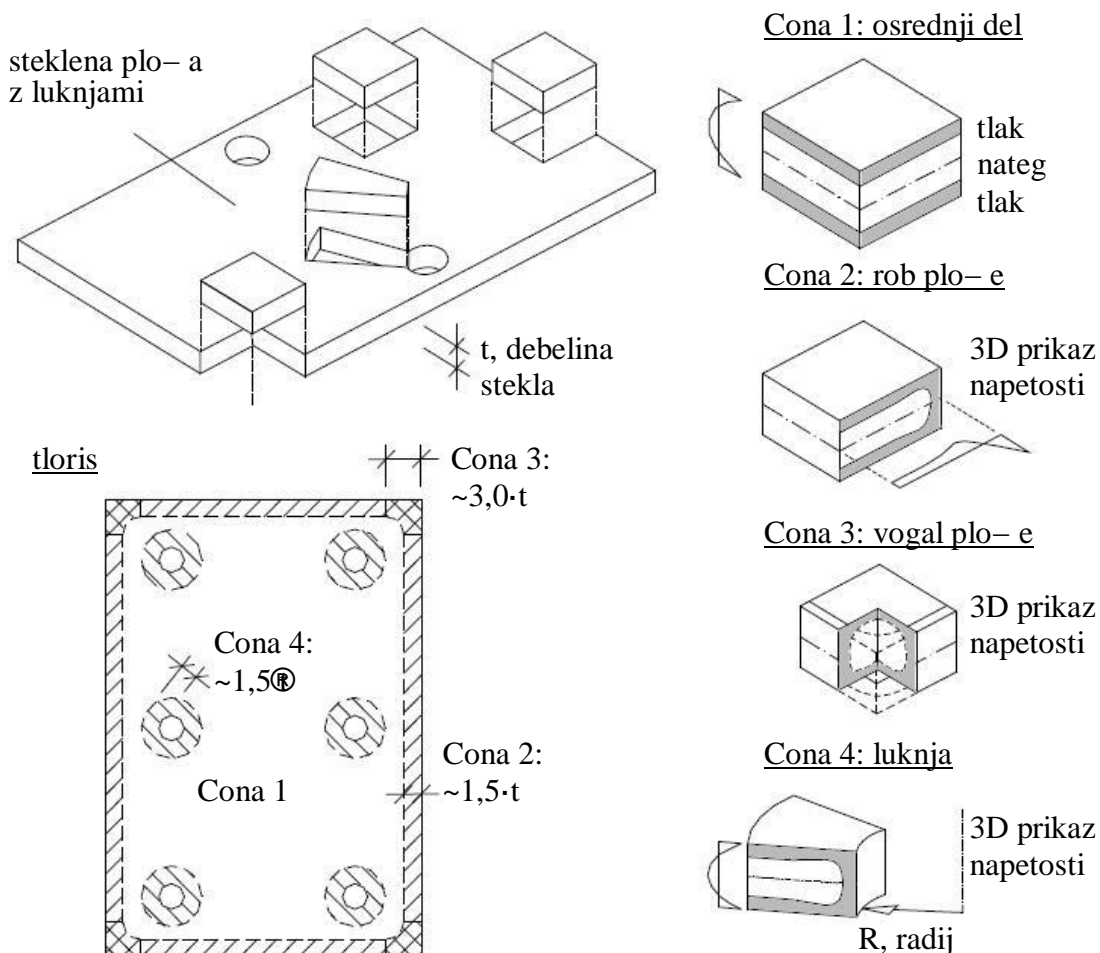 steklena plo– a
z luknjami
t, debelina
stekla
tloris
Cona 3:
~3,0·t
Cona 4:
~1,5®
Cona 2:
~1,5·t
Cona 1
Cona 1: osrednji del
tlak
nateg
tlak
Cona 2: rob plo– e
3D prikaz
napetosti
Cona 3: vogal plo– e
3D prikaz
napetosti
Cona 4: luknja
3D prikaz
napetosti
R, radij